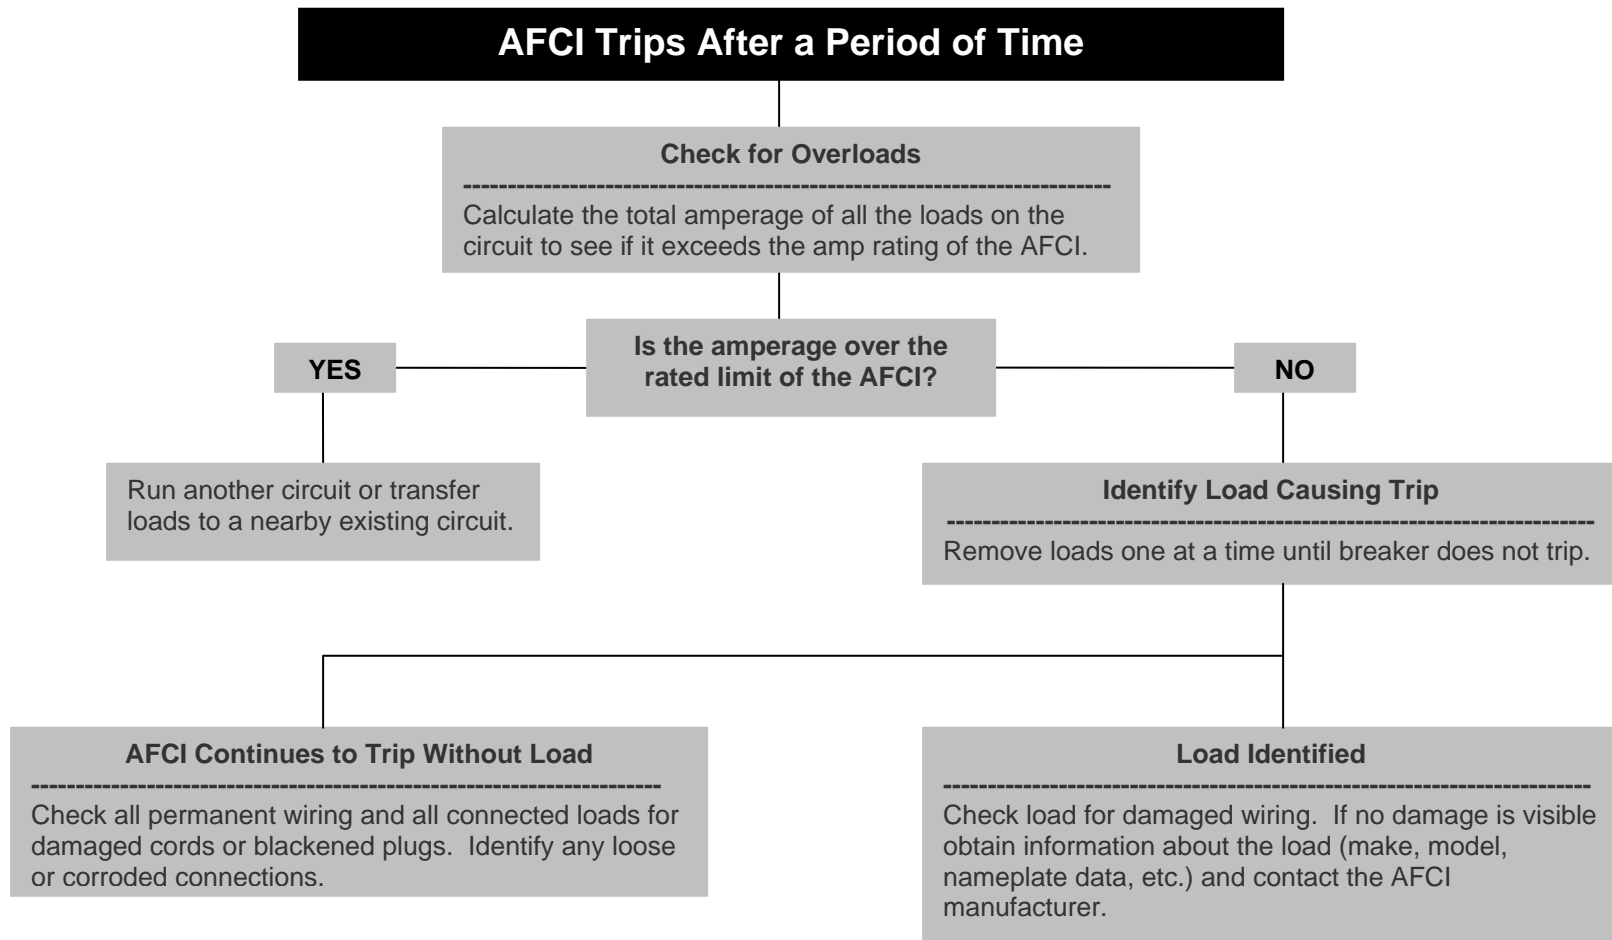 AFCI Trips After a Period of Time
Check for Overloads
-------------------------------------------------------------------------
Calculate the total amperage of all the loads on the
circuit to see if it exceeds the amp rating of the AFCI.
Is the amperage over the
rated limit of the AFCI?
YES
NO
Run another circuit or transfer
loads to a nearby existing circuit.
Identify Load Causing Trip
-------------------------------------------------------------------------
Remove loads one at a time until breaker does not trip.
AFCI Continues to Trip Without Load
-----------------------------------------------------------------------
Check all permanent wiring and all connected loads for
damaged cords or blackened plugs.  Identify any loose
or corroded connections.
Load Identified
-------------------------------------------------------------------------
Check load for damaged wiring.  If no damage is visible
obtain information about the load (make, model,
nameplate data, etc.) and contact the AFCI
manufacturer.